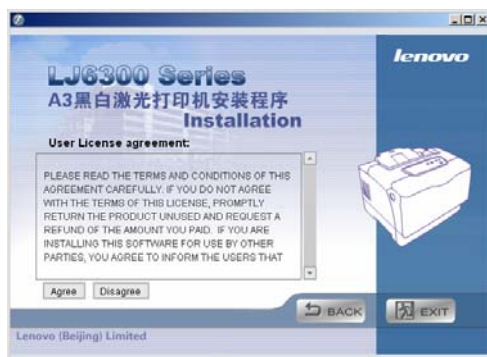 lenovo
LJ6300 Series
A3黑白激光打印机安装程序
Installation
User License agreement:
PLEASE READ THE TERMS AND CONDITIONS OF THIS
AGREEMENT CAREFULLY. IF YOU DO NOT AGREE
WITH THE TERMS OF THIS LICENSE, PROMPTLY
RETURN THE PRODUCT UNUSED AND REQUEST A
REFUND OF THE AMOUNT YOU PAID. IF YOU ARE
INSTALLING THIS SOFTWARE FOR USE BY OTHER
PARTIES, YOU AGREE TO INFORM THE USERS THAT
Agree Disagree
BACK EXIT
Lenovo (Beijing) Limited